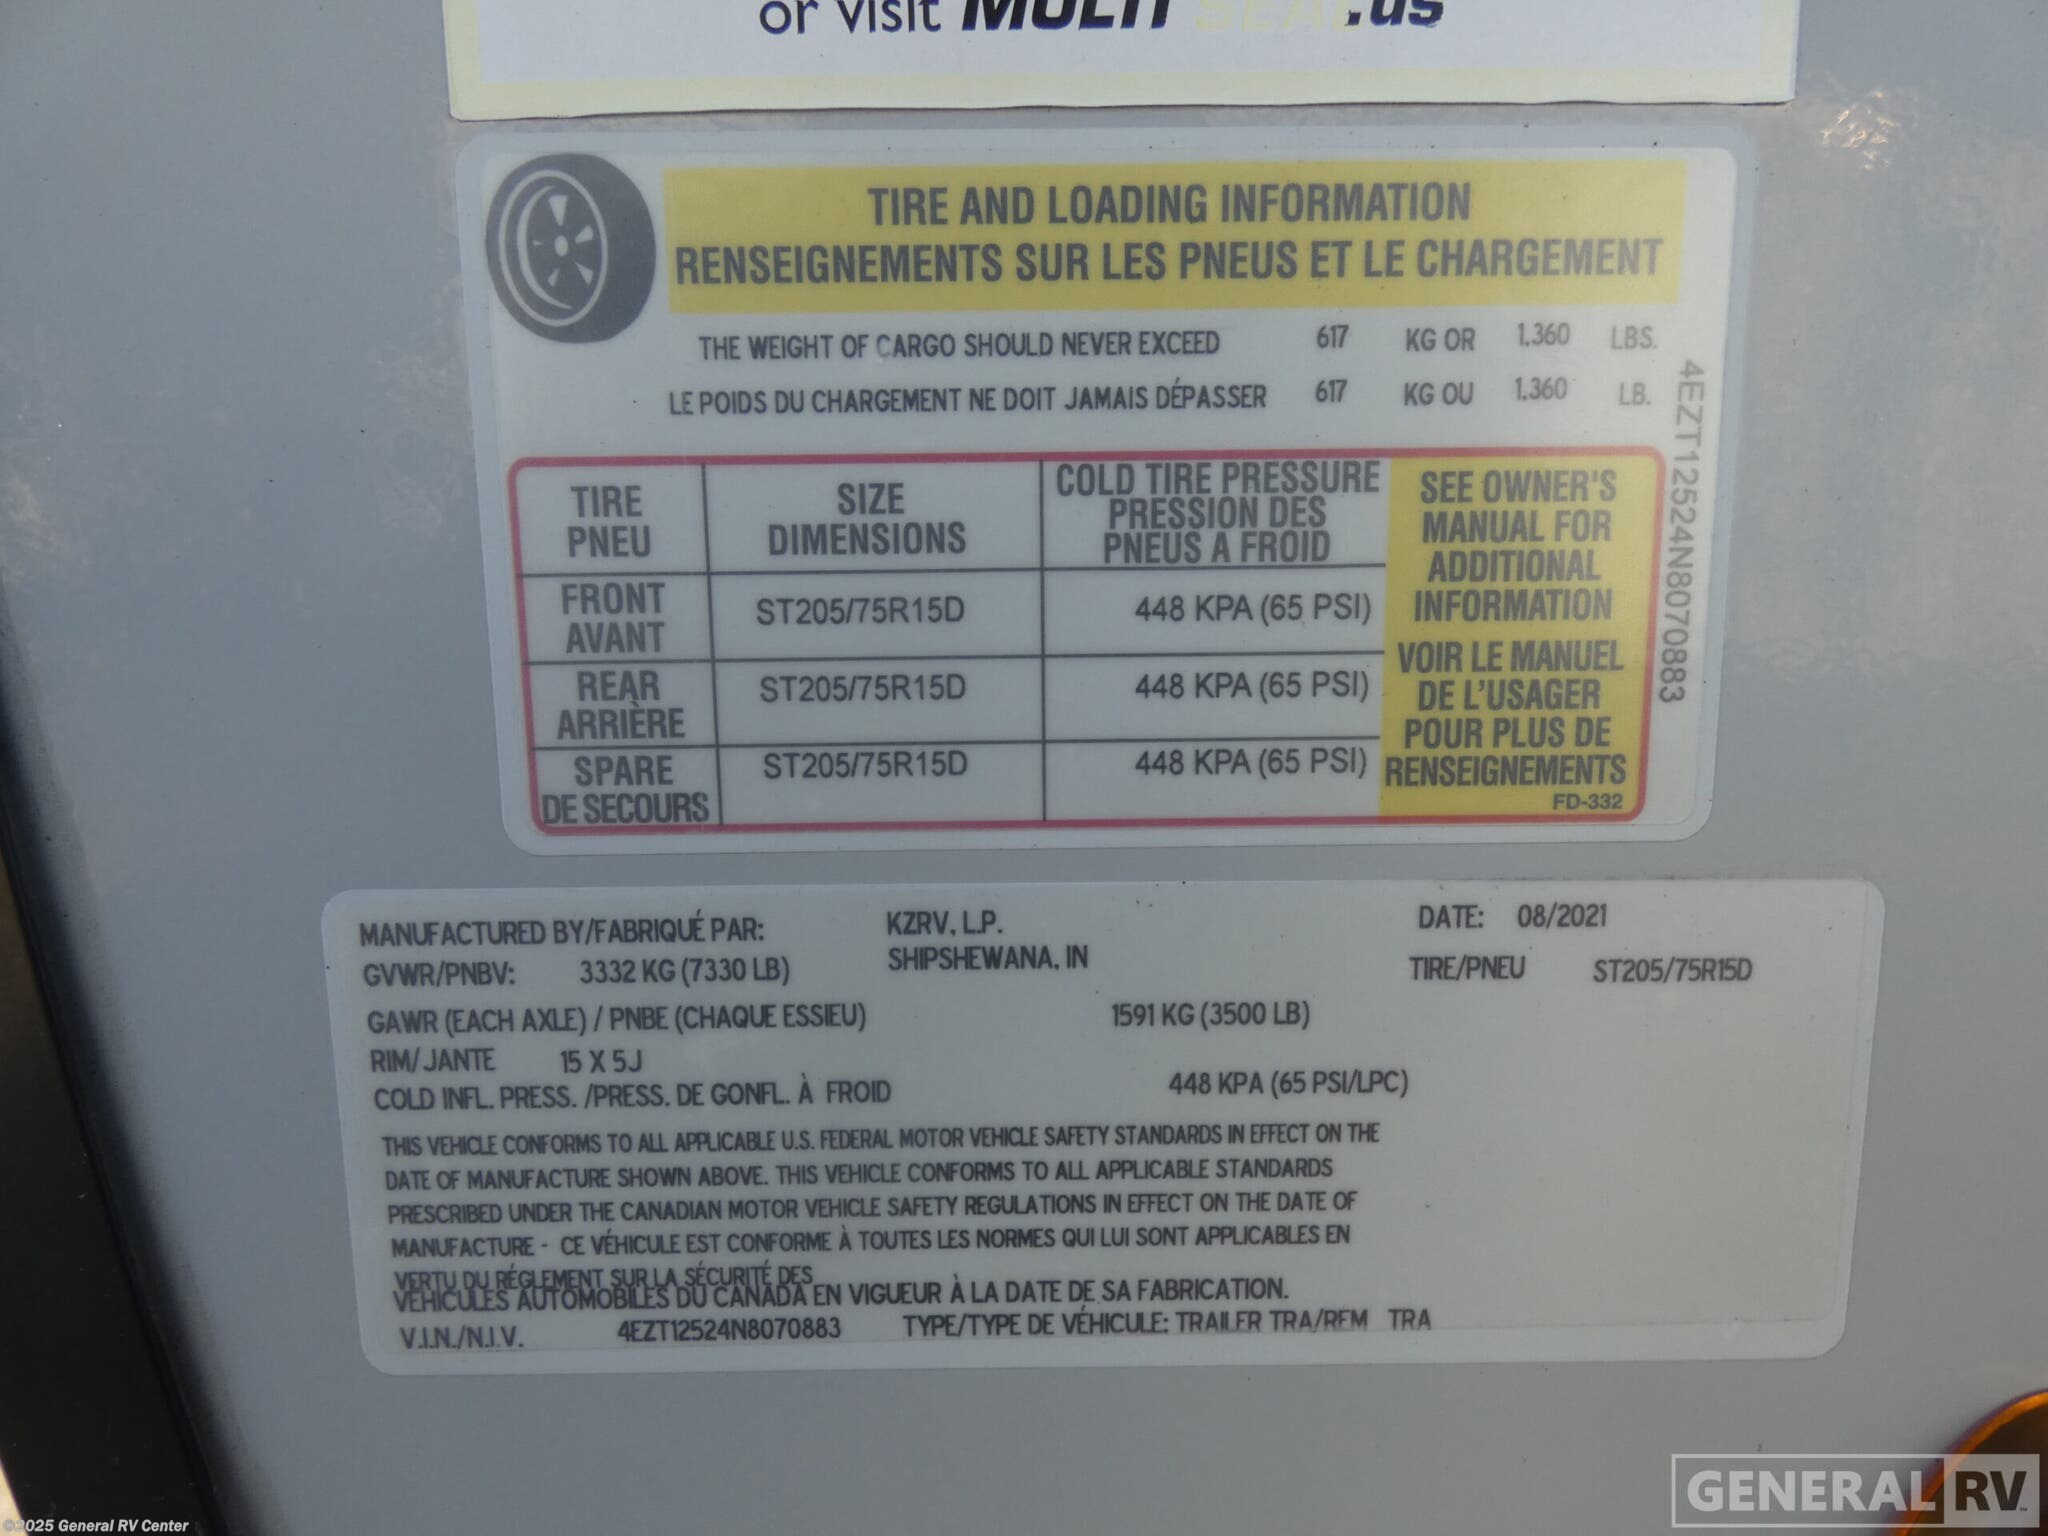 or visit MULTI SEAL.us
TIRE AND LOADING INFORMATION
RENSEIGNEMENTS SUR LES PNEUS ET LE CHARGEMENT
THE WEIGHT OF CARGO SHOULD NEVER EXCEED 617 KG OR 1,360 LBS.
LE POIDS DU CHARGEMENT NE DOIT JAMAIS DÉPASSER 617 KG OU 1,360 LB.
4EZT12524N8070883
TIRE
PNEU
SIZE
DIMENSIONS
COLD TIRE PRESSURE
PRESSION DES
PNEUS A FROID
FRONT
AVANT
ST205/75R15D
448 KPA (65 PSI)
REAR
ARRIÈRE
ST205/75R15D
448 KPA (65 PSI)
SPARE
DE SECOURS
ST205/75R15D
448 KPA (65 PSI)
SEE OWNER'S
MANUAL FOR
ADDITIONAL
INFORMATION
VOIR LE MANUEL
DE L'USAGER
POUR PLUS DE
RENSEIGNEMENTS
FD-332
MANUFACTURED BY/FABRIQUÉ PAR: KZRV, L.P. DATE: 08/2021
SHIPSHEWANA, IN
GVWR/PNBV: 3332 KG (7330 LB) TIRE/PNEU ST205/75R15D
GAWR (EACH AXLE) / PNBE (CHAQUE ESSIEU) 1591 KG (3500 LB)
RIM/JANTE 15 X 5J
COLD INFL. PRESS. /PRESS. DE GONFL. À FROID 448 KPA (65 PSI/LPC)
THIS VEHICLE CONFORMS TO ALL APPLICABLE U.S. FEDERAL MOTOR VEHICLE SAFETY STANDARDS IN EFFECT ON THE
DATE OF MANUFACTURE SHOWN ABOVE. THIS VEHICLE CONFORMS TO ALL APPLICABLE STANDARDS
PRESCRIBED UNDER THE CANADIAN MOTOR VEHICLE SAFETY REGULATIONS IN EFFECT ON THE DATE OF
MANUFACTURE - CE VÉHICULE EST CONFORME À TOUTES LES NORMES QUI LUI SONT APPLICABLES EN
VERTU DU RÉGLEMENT SUR LA SÉCURITÉ DES
VÉHICULES AUTOMOBILES DU CANADA EN VIGUEUR À LA DATE DE SA FABRICATION.
V.I.N./N.I.V. 4EZT12524N8070883 TYPE/TYPE DE VÉHICULE: TRAILER TRA/REM TRA
GENERAL RV
©2025 General RV Center